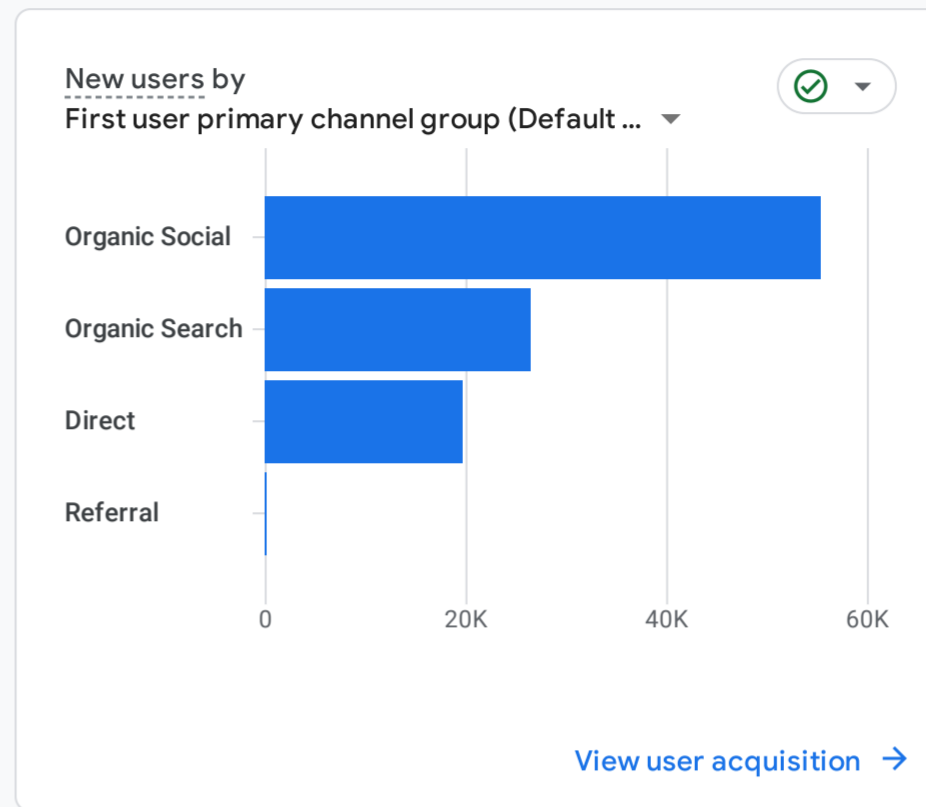 New users by
First user primary channel group (Default ...
Organic Social
Organic Search
Direct
Referral
0 20K 40K 60K
View user acquisition